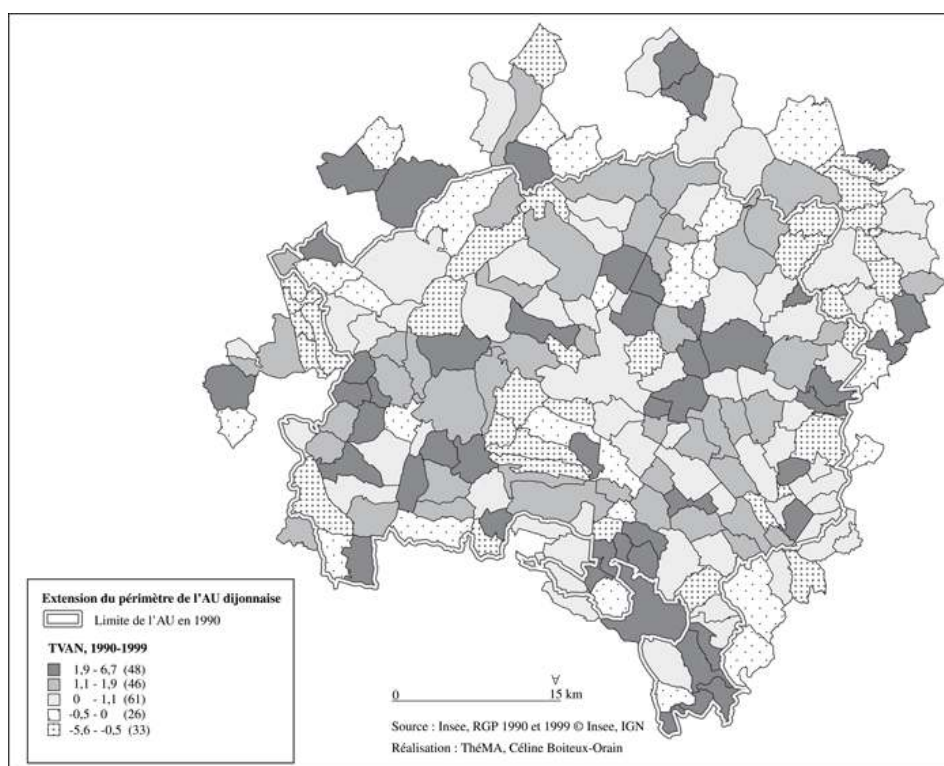 Extension du périmètre de l'AU dijonnaise
Limite de l'AU en 1990
TVAN, 1990-1999
1,9 - 6,7 (48)
1,1 - 1,9 (46)
0 - 1,1 (61)
-0,5 - 0 (26)
-5,6 - -0,5 (33)
0 15 km
Source : Insee, RGP 1990 et 1999 © Insee, IGN
Réalisation : ThéMA, Céline Boiteux-Orain